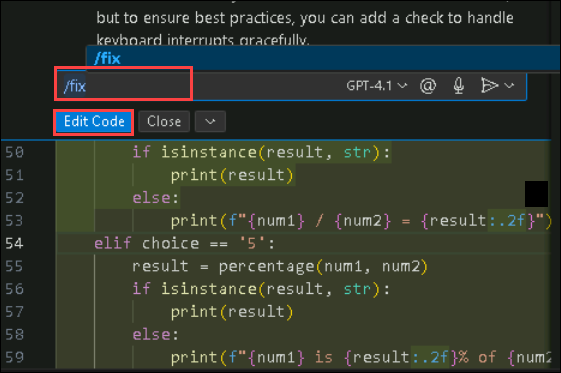 but to ensure best practices, you can add a check to handle
keyboard interrupts gracefully.
/fix
/fix GPT-4.1 @
Edit Code Close
50 if isinstance(result, str):
51 print(result)
52 else:
53 print(f"{num1} / {num2} = {result:.2f}")
54 elif choice == '5':
55 result = percentage(num1, num2)
56 if isinstance(result, str):
57 print(result)
58 else:
59 print(f"{num1} is {result:.2f}% of {num2